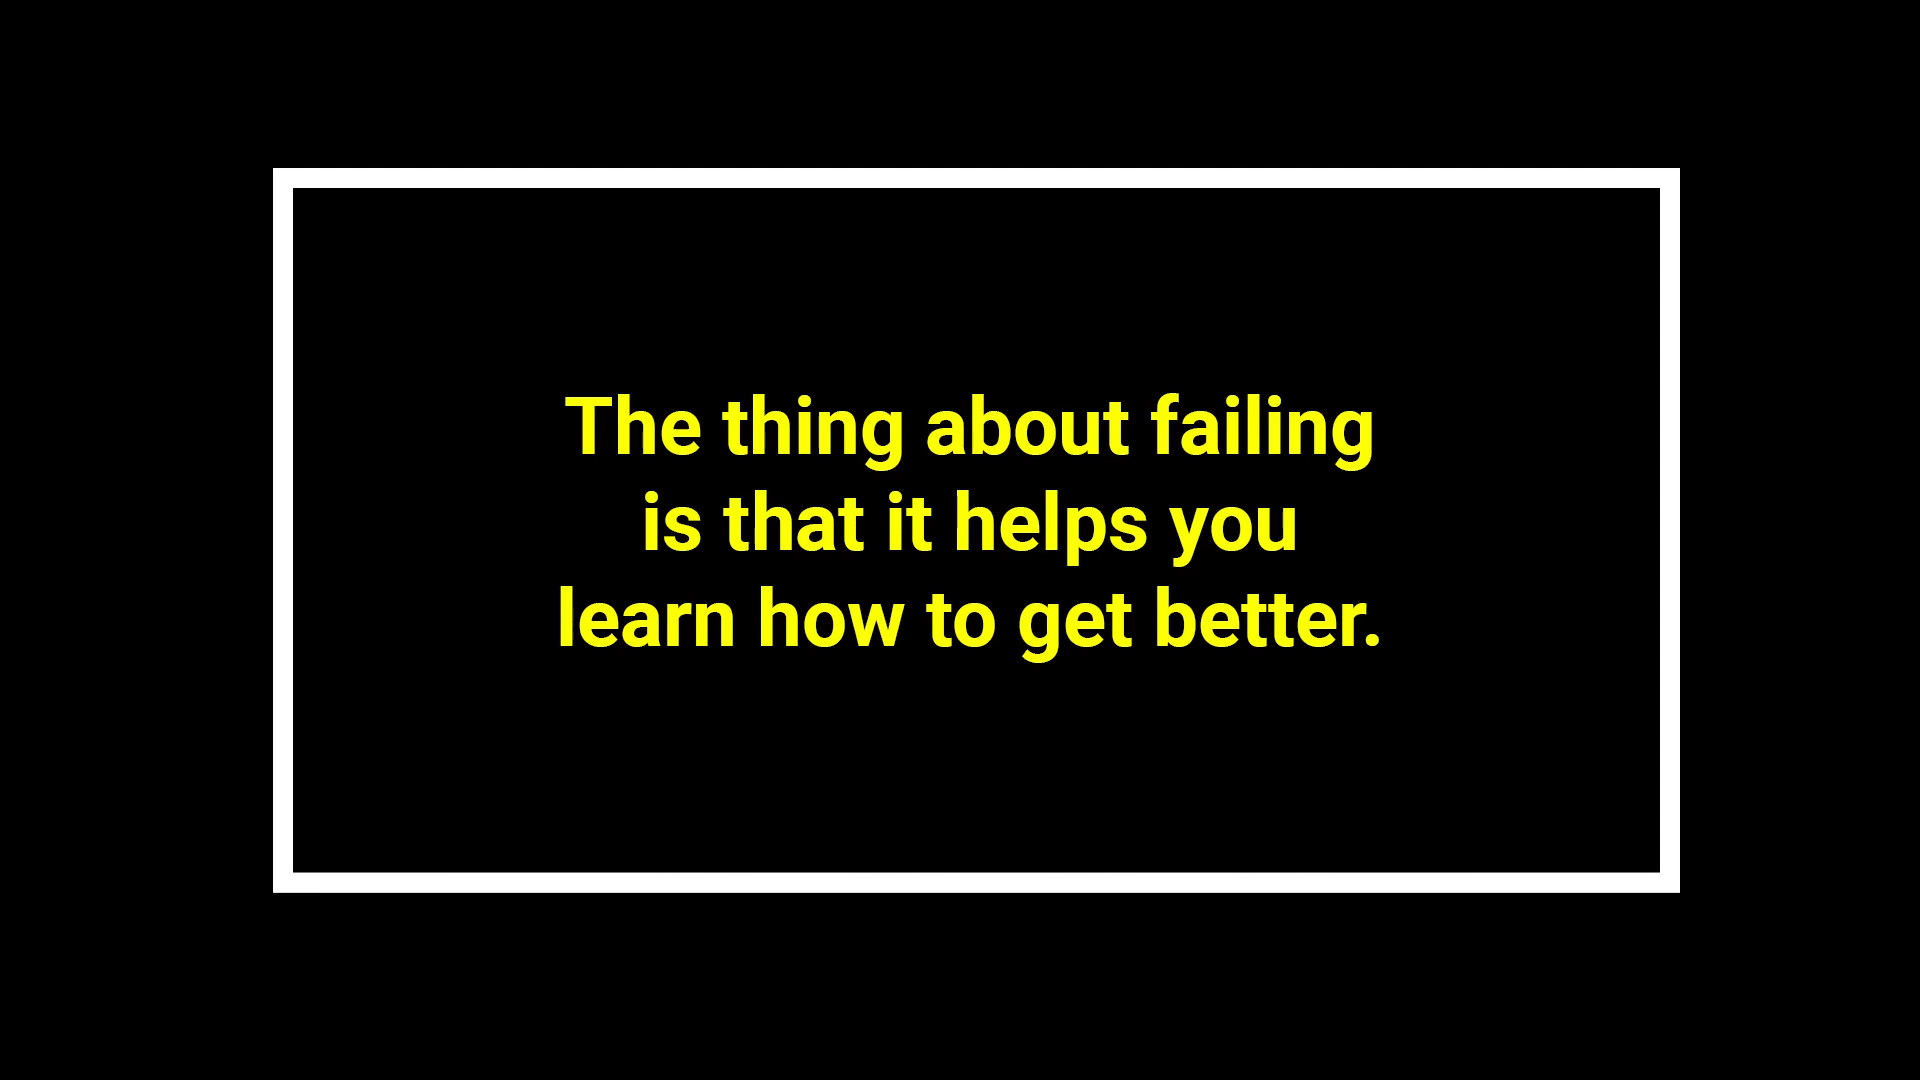 The thing about failing
is that it helps you
learn how to get better.